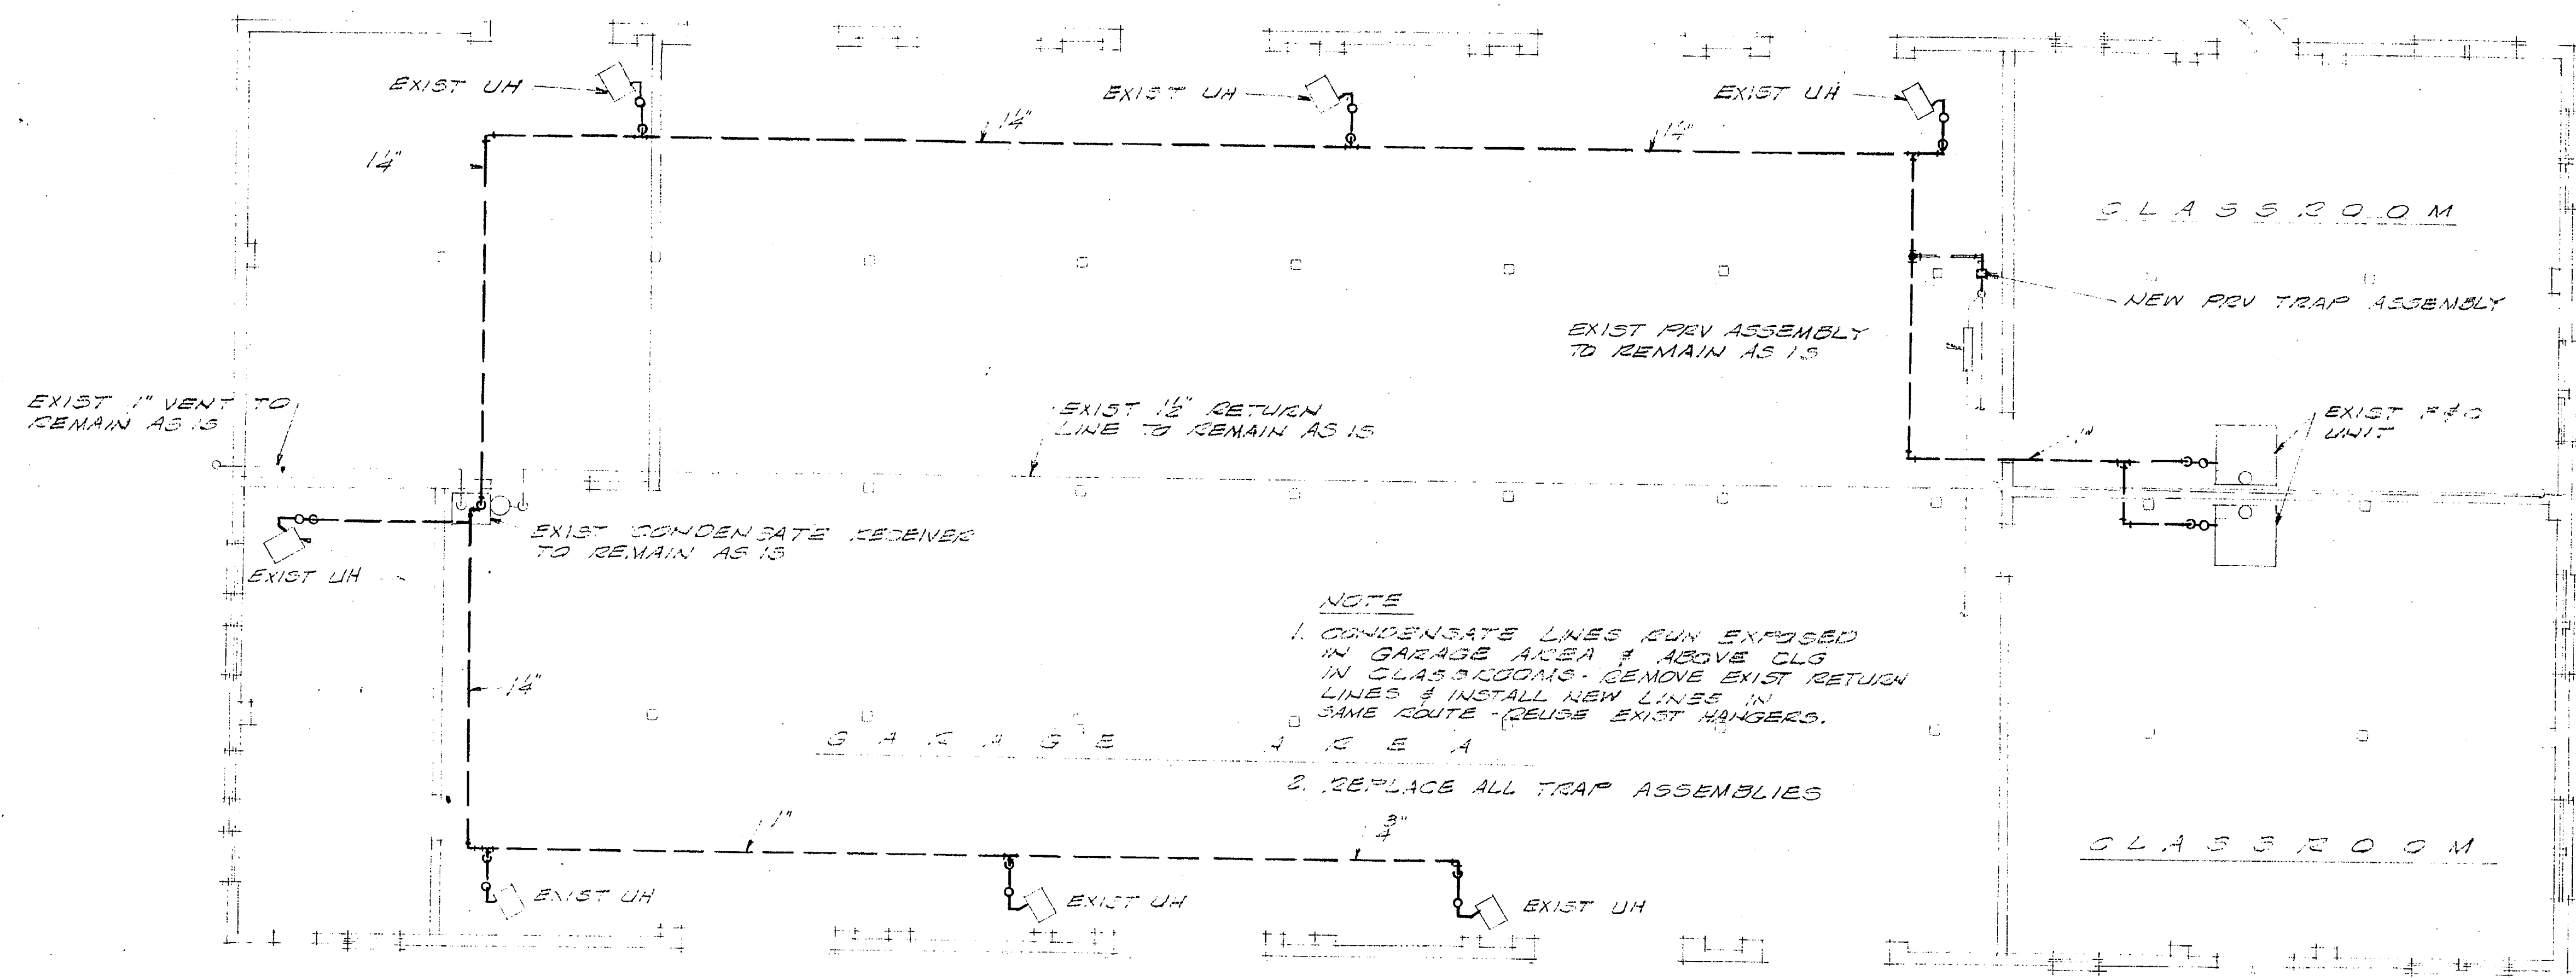 EXIST UH
EXIST UH
EXIST UH
1¼"
1¼"
1¼"
CLASSROOM
NEW PRV TRAP ASSEMBLY
EXIST PRV ASSEMBLY
TO REMAIN AS IS
EXIST 1" VENT TO
REMAIN AS IS
EXIST 1½" RETURN
LINE TO REMAIN AS IS
EXIST F&C
UNIT
1"
EXIST CONDENSATE RECEIVER
TO REMAIN AS IS
EXIST UH
NOTE
1. CONDENSATE LINES RUN EXPOSED
IN GARAGE AREA & ABOVE CLG
IN CLASSROOMS. REMOVE EXIST RETURN
LINES & INSTALL NEW LINES IN
SAME ROUTE - REUSE EXIST HANGERS.
1¼"
GARAGE AREA
2. REPLACE ALL TRAP ASSEMBLIES
1"
¾"
CLASSROOM
EXIST UH
EXIST UH
EXIST UH